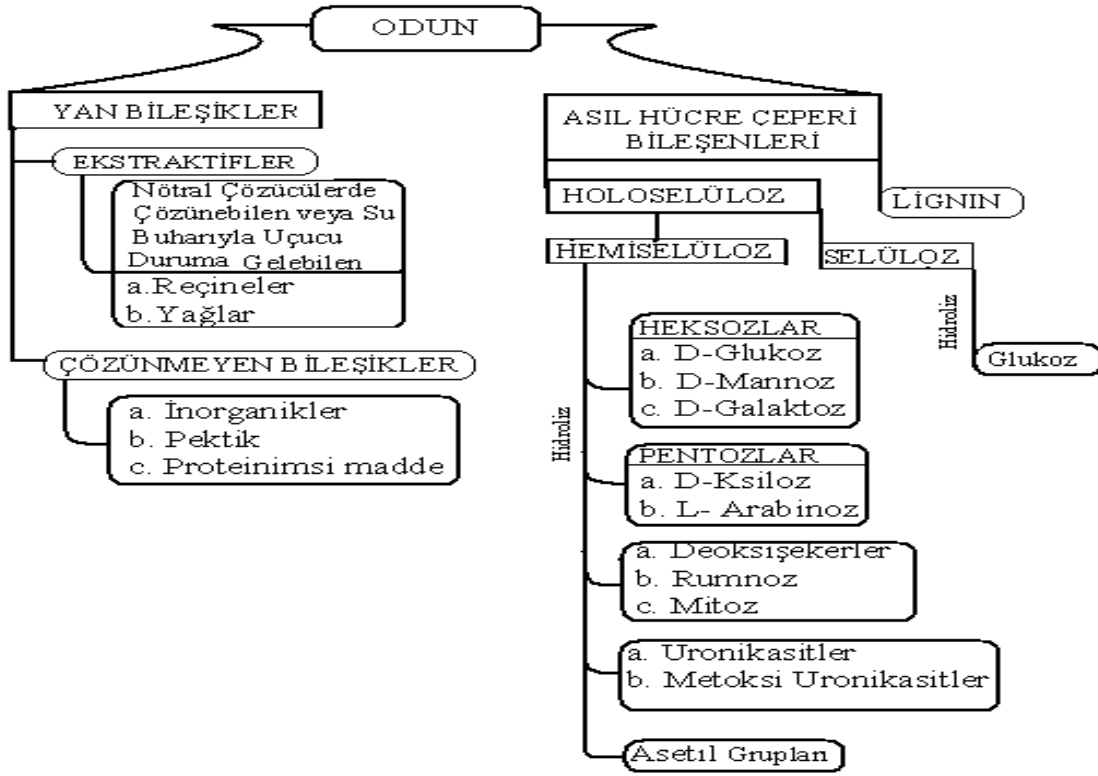 ODUN
YAN BİLEŞİKLER
EKSTRAKTİFLER
Nötral Çözücülerde
Çözünebilen veya Su
Buharıyla Uçucu
Duruma Gelebilen
a.Reçineler
b.Yağlar
ÇÖZÜNMEYEN BİLEŞİKLER
a. İnorganikler
b. Pektik
c. Proteinimsi madde
ASIL HÜCRE ÇEPERİ
BİLEŞENLERİ
HOLOSELÜLOZ
LİGNIN
HEMİSELÜLOZ
SELÜLOZ
Hidroliz
Glukoz
Hidroliz
HEKSOZLAR
a. D-Glukoz
b. D-Mannoz
c. D-Galaktoz
PENTOZLAR
a. D-Ksiloz
b. L- Arabinoz
a. Deoksışekerler
b. Rumnoz
c. Mitoz
a. Uronikasitler
b. Metoksi Uronikasitler
Asetıl Grupları